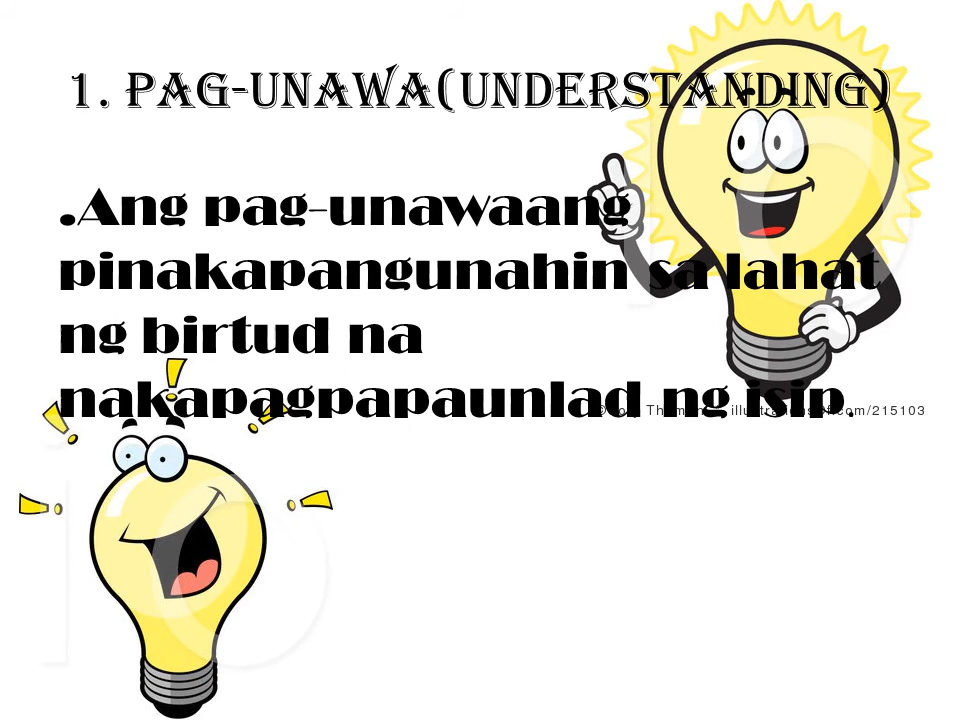 1. PAG-UNAWA(UNDERSTANDING)
.Ang pag-unawaang
pinakapangunahin sa lahat
ng birtud na
nakapagpapaunlad ng isip.